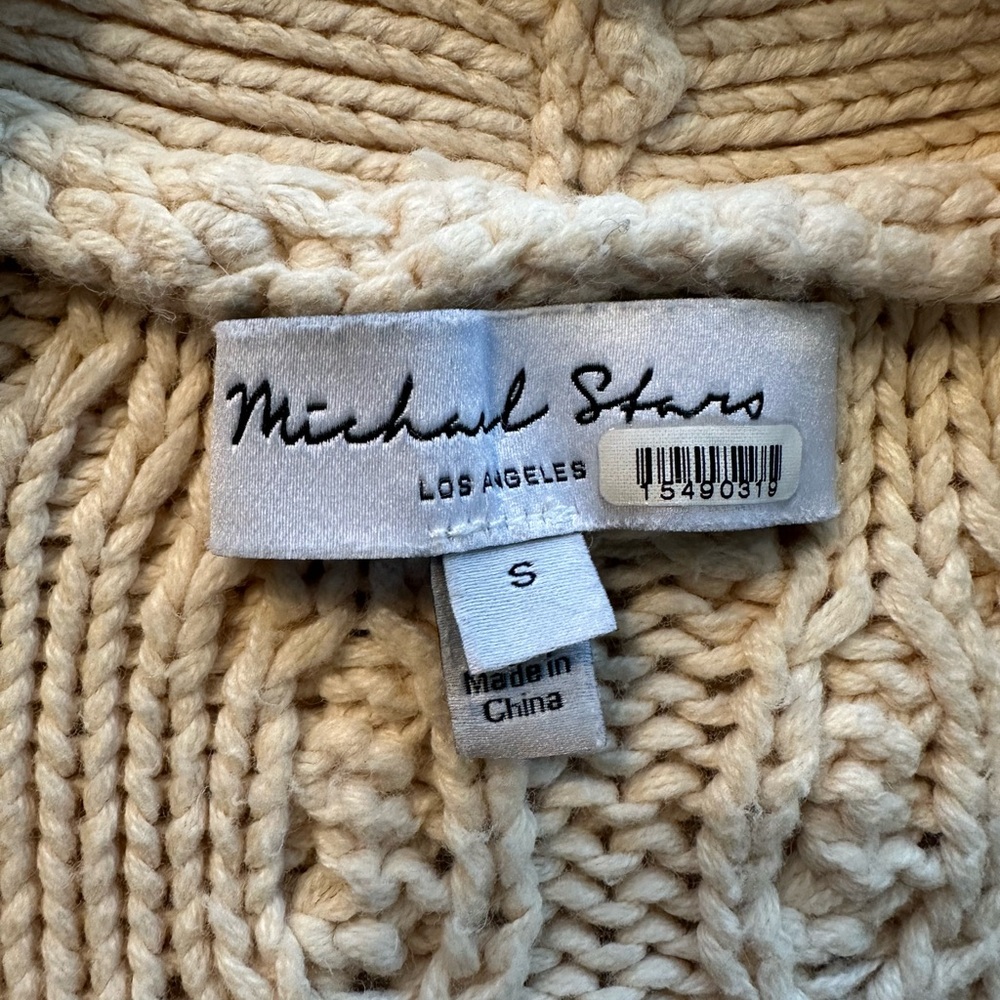 Michael Stars
LOS ANGELES
15490319
S
Made in
China